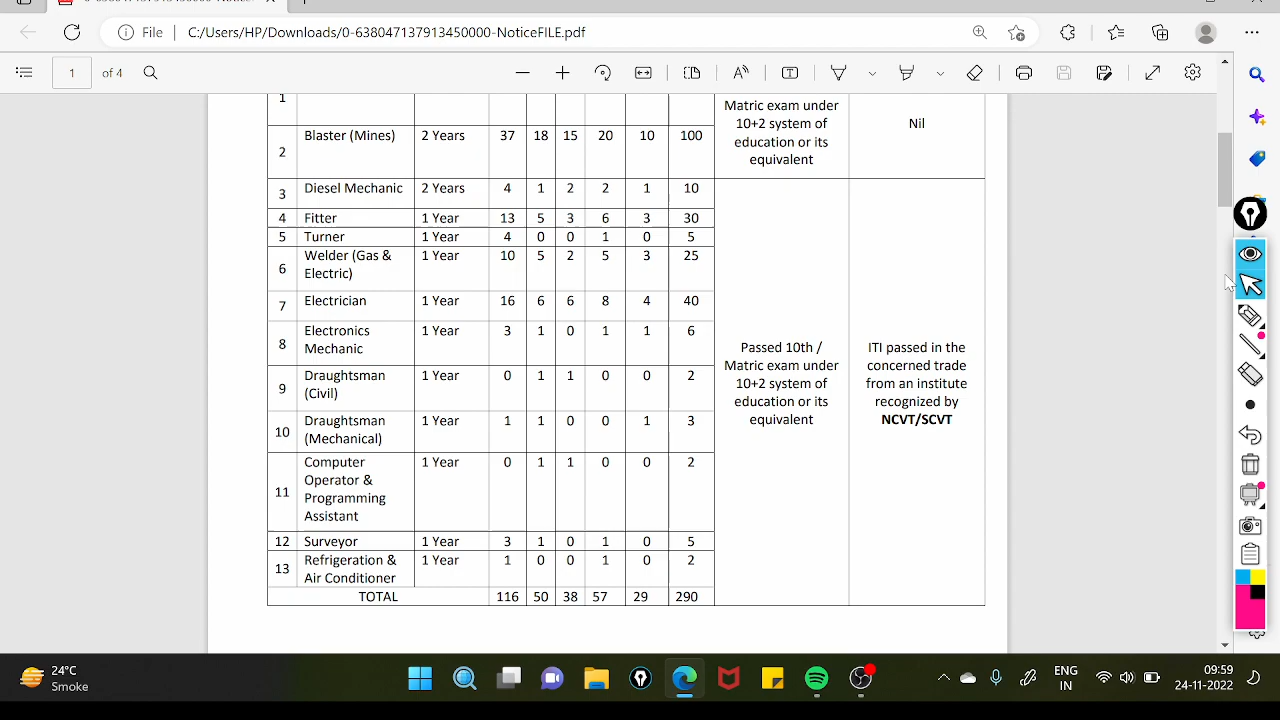 0-638047137913450000-Notice
File C:/Users/HP/Downloads/0-638047137913450000-NoticeFILE.pdf
1 of 4
1
Matric exam under
10+2 system of
education or its
equivalent
Nil
2 Blaster (Mines) 2 Years 37 18 15 20 10 100
3 Diesel Mechanic 2 Years 4 1 2 2 1 10
4 Fitter 1 Year 13 5 3 6 3 30
5 Turner 1 Year 4 0 0 1 0 5
6 Welder (Gas & 1 Year 10 5 2 5 3 25
Electric)
7 Electrician 1 Year 16 6 6 8 4 40
8 Electronics 1 Year 3 1 0 1 1 6
Mechanic
Passed 10th /
Matric exam under
10+2 system of
education or its
equivalent
ITI passed in the
concerned trade
from an institute
recognized by
NCVT/SCVT
9 Draughtsman 1 Year 0 1 1 0 0 2
(Civil)
10 Draughtsman 1 Year 1 1 0 0 1 3
(Mechanical)
11 Computer 1 Year 0 1 1 0 0 2
Operator &
Programming
Assistant
12 Surveyor 1 Year 3 1 0 1 0 5
13 Refrigeration & 1 Year 1 0 0 1 0 2
Air Conditioner
TOTAL 116 50 38 57 29 290
24°C
Smoke
ENG
IN
09:59
24-11-2022